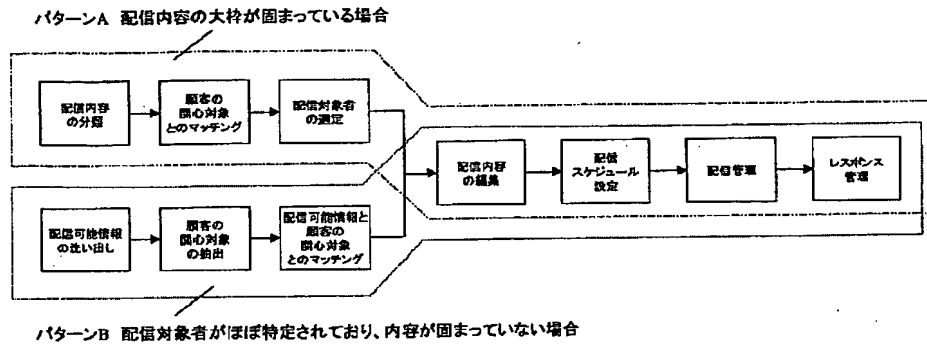 パターンA 配信内容の大枠が固まっている場合
配信内容
の分類
顧客の
関心対象
とのマッチング
配信対象者
の選定
配信内容
の編集
配信
スケジュール
設定
配信管理
レスポンス
管理
配信可能情報
の洗い出し
顧客の
関心対象
の抽出
配信可能情報と
顧客の
関心対象
とのマッチング
パターンB 配信対象者がほぼ特定されており、内容が固まっていない場合